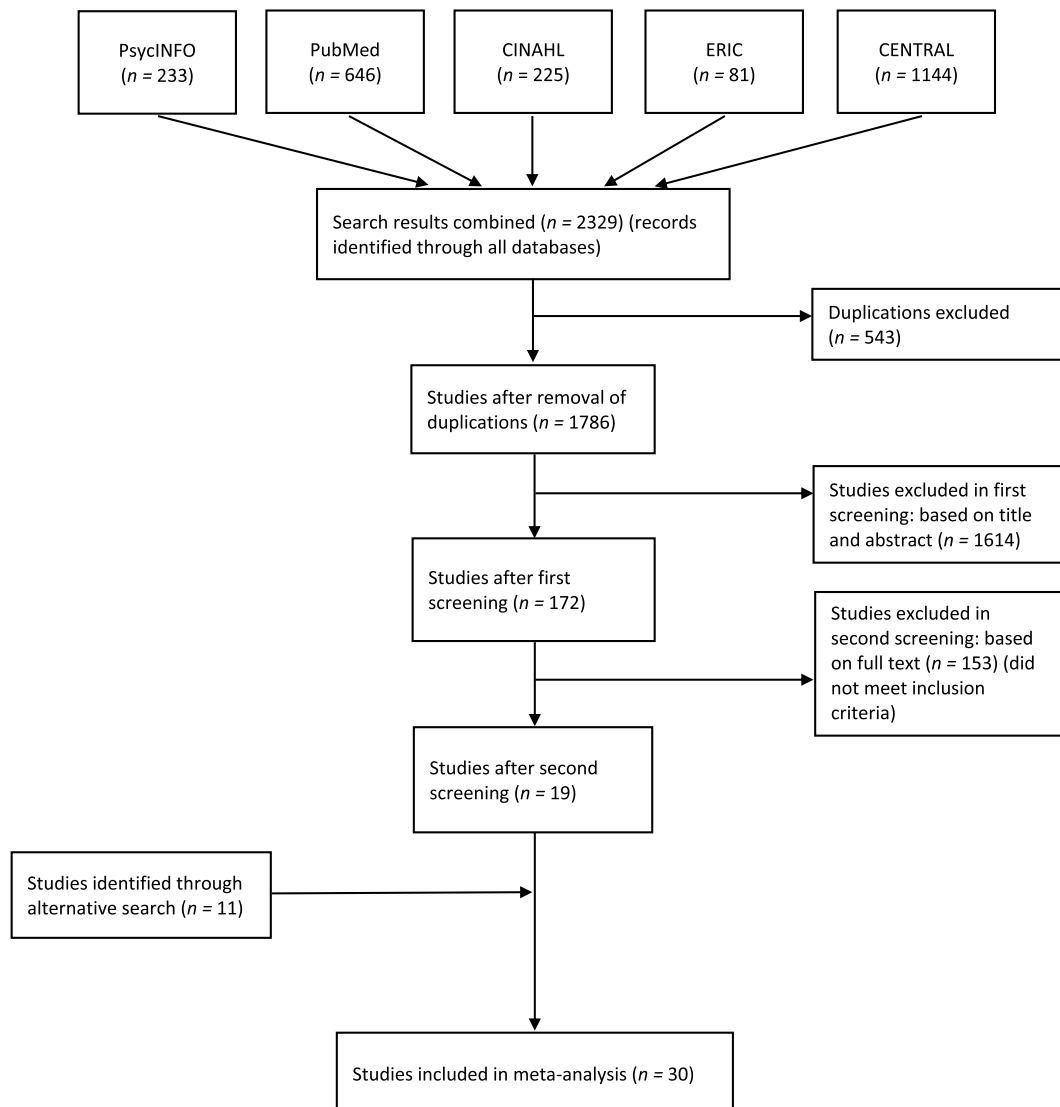 PsycINFO
(n = 233)
PubMed
(n = 646)
CINAHL
(n = 225)
ERIC
(n = 81)
CENTRAL
(n = 1144)
Search results combined (n = 2329) (records
identified through all databases)
Duplications excluded
(n = 543)
Studies after removal of
duplications (n = 1786)
Studies excluded in first
screening: based on title
and abstract (n = 1614)
Studies after first
screening (n = 172)
Studies excluded in
second screening: based
on full text (n = 153) (did
not meet inclusion
criteria)
Studies after second
screening (n = 19)
Studies identified through
alternative search (n = 11)
Studies included in meta-analysis (n = 30)